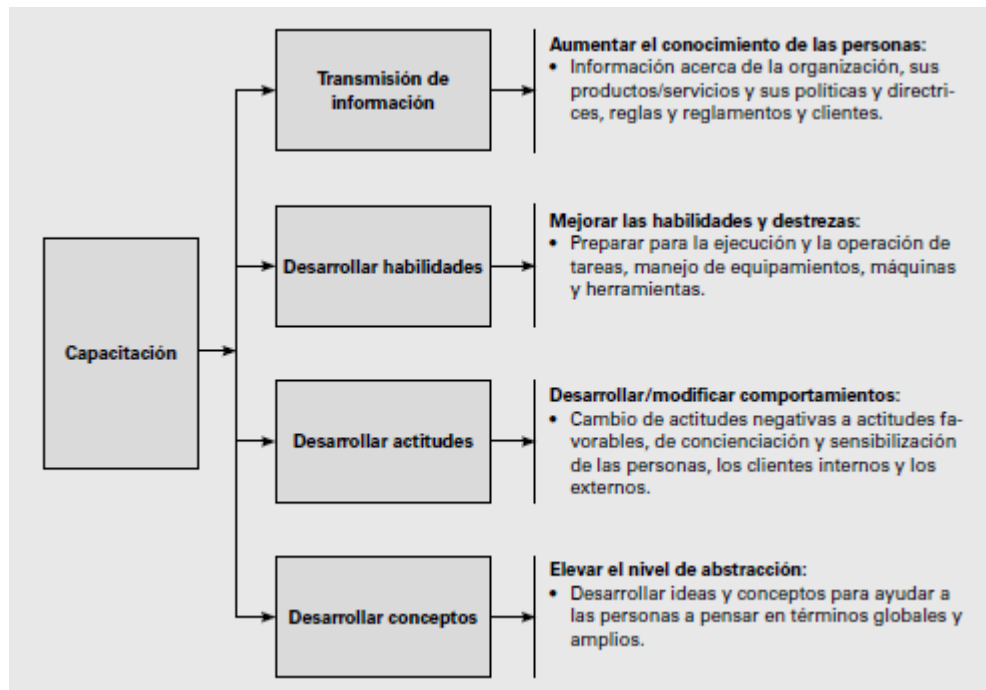 Capacitación
Transmisión de
información
Aumentar el conocimiento de las personas:
• Información acerca de la organización, sus
productos/servicios y sus políticas y directri-
ces, reglas y reglamentos y clientes.
Desarrollar habilidades
Mejorar las habilidades y destrezas:
• Preparar para la ejecución y la operación de
tareas, manejo de equipamientos, máquinas
y herramientas.
Desarrollar actitudes
Desarrollar/modificar comportamientos:
• Cambio de actitudes negativas a actitudes fa-
vorables, de concienciación y sensibilización
de las personas, los clientes internos y los
externos.
Desarrollar conceptos
Elevar el nivel de abstracción:
• Desarrollar ideas y conceptos para ayudar a
las personas a pensar en términos globales y
amplios.